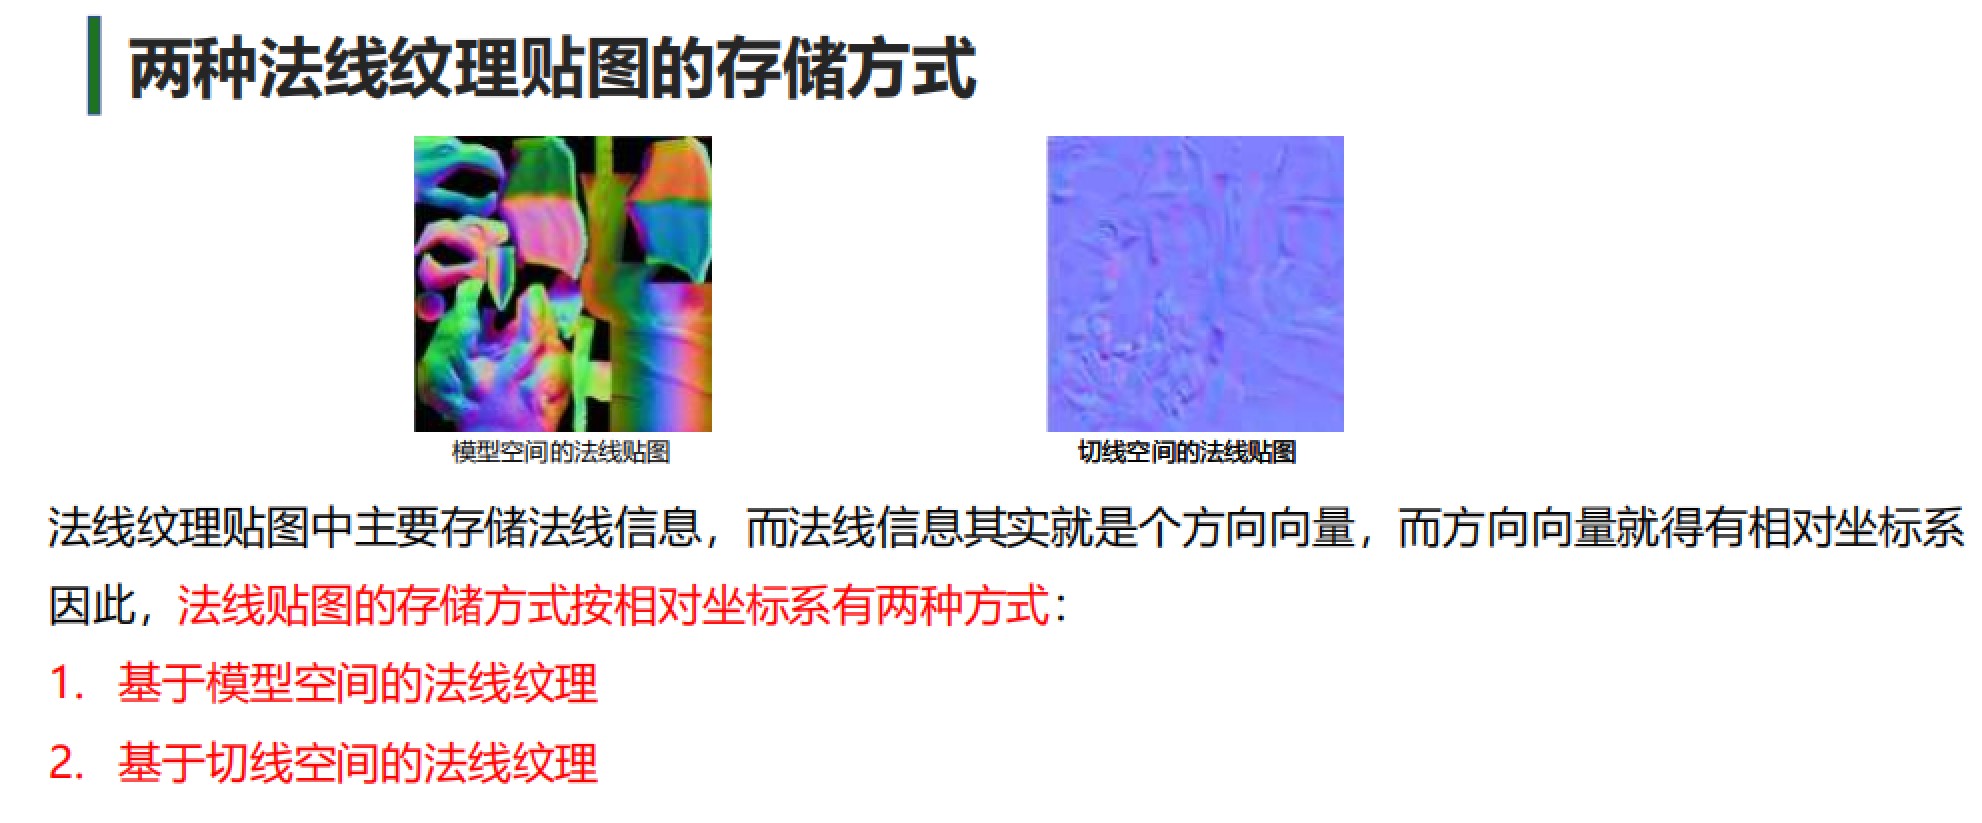 两种法线纹理贴图的存储方式
模型空间的法线贴图
切线空间的法线贴图
法线纹理贴图中主要存储法线信息，而法线信息其实就是个方向向量，而方向向量就得有相对坐标系
因此，法线贴图的存储方式按相对坐标系有两种方式：
1. 基于模型空间的法线纹理
2. 基于切线空间的法线纹理